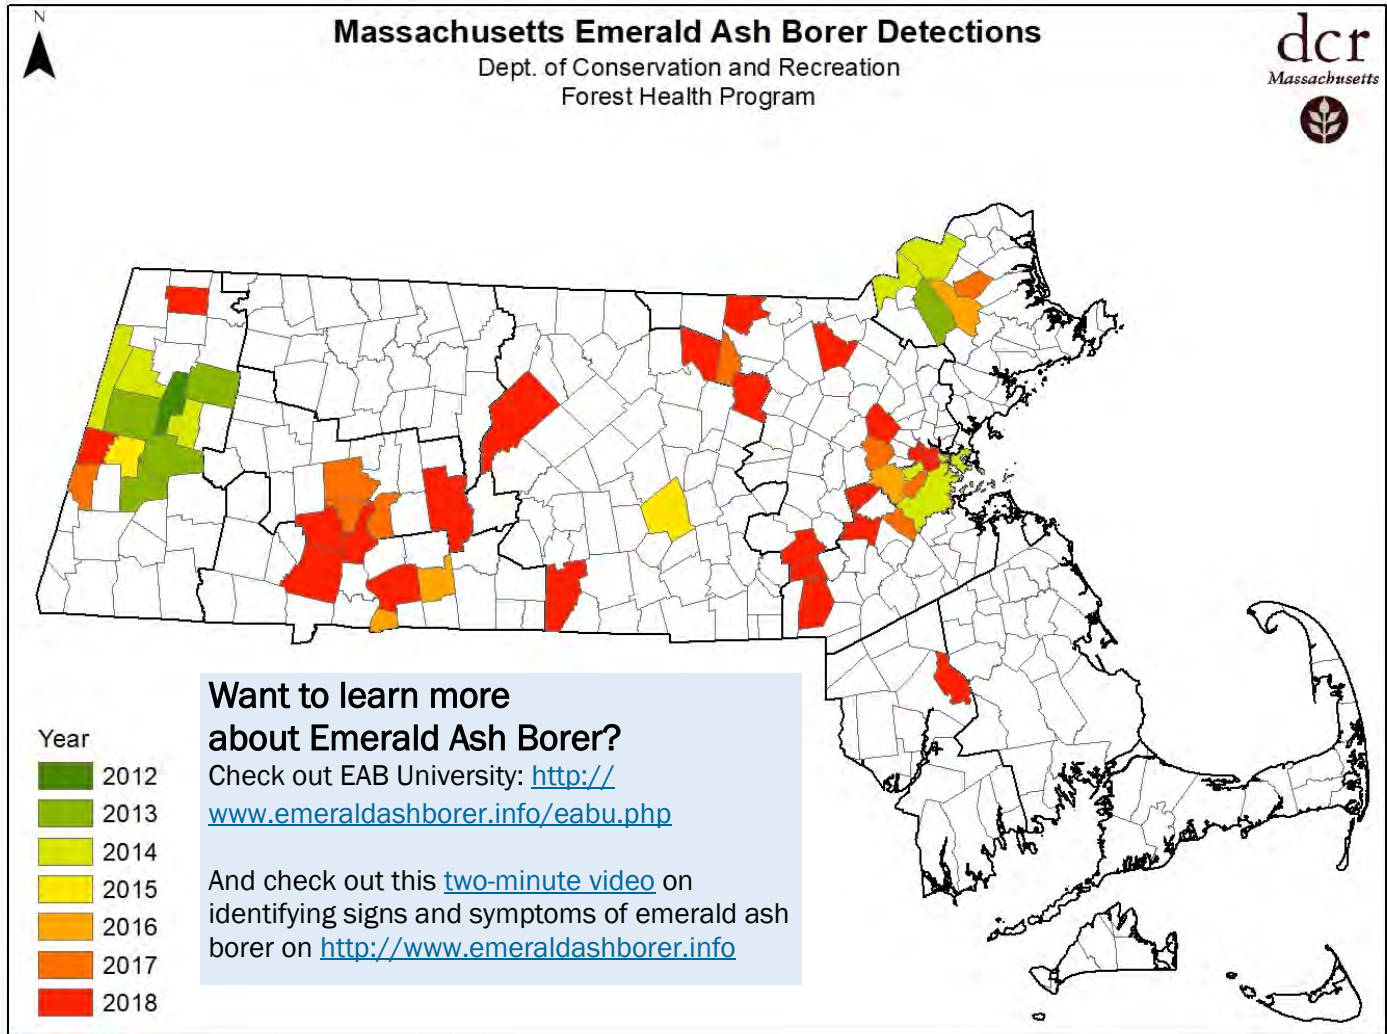 N
Massachusetts Emerald Ash Borer Detections
Dept. of Conservation and Recreation
Forest Health Program
dcr
Massachusetts
Want to learn more
about Emerald Ash Borer?
Check out EAB University: http://
www.emeraldashborer.info/eabu.php
And check out this two-minute video on
identifying signs and symptoms of emerald ash
borer on http://www.emeraldashborer.info
Year
2012
2013
2014
2015
2016
2017
2018